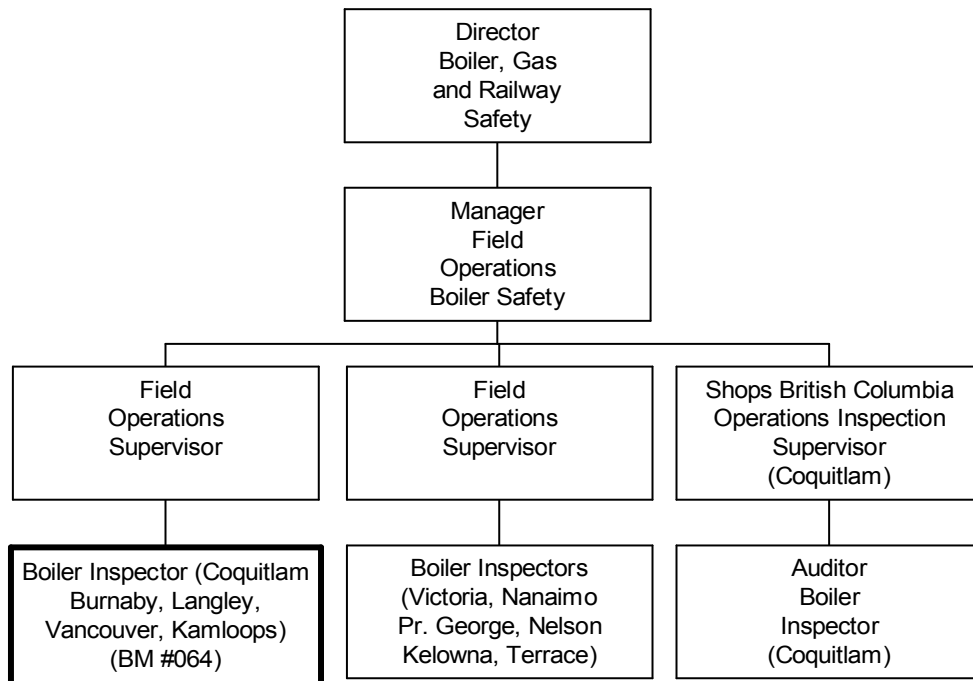 Director
Boiler, Gas
and Railway
Safety
Manager
Field
Operations
Boiler Safety
Field
Operations
Supervisor
Field
Operations
Supervisor
Shops British Columbia
Operations Inspection
Supervisor
(Coquitlam)
Boiler Inspector (Coquitlam
Burnaby, Langley,
Vancouver, Kamloops)
(BM #064)
Boiler Inspectors
(Victoria, Nanaimo
Pr. George, Nelson
Kelowna, Terrace)
Auditor
Boiler
Inspector
(Coquitlam)